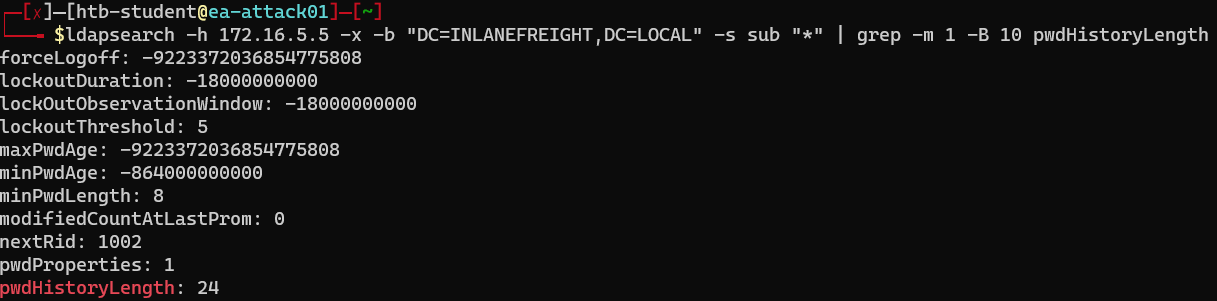 ┌─[✗]─[htb-student@ea-attack01]─[~]
└──╼ $ldapsearch -h 172.16.5.5 -x -b "DC=INLANEFREIGHT,DC=LOCAL" -s sub "*" | grep -m 1 -B 10 pwdHistoryLength
forceLogoff: -9223372036854775808
lockoutDuration: -18000000000
lockOutObservationWindow: -18000000000
lockoutThreshold: 5
maxPwdAge: -9223372036854775808
minPwdAge: -864000000000
minPwdLength: 8
modifiedCountAtLastProm: 0
nextRid: 1002
pwdProperties: 1
pwdHistoryLength: 24